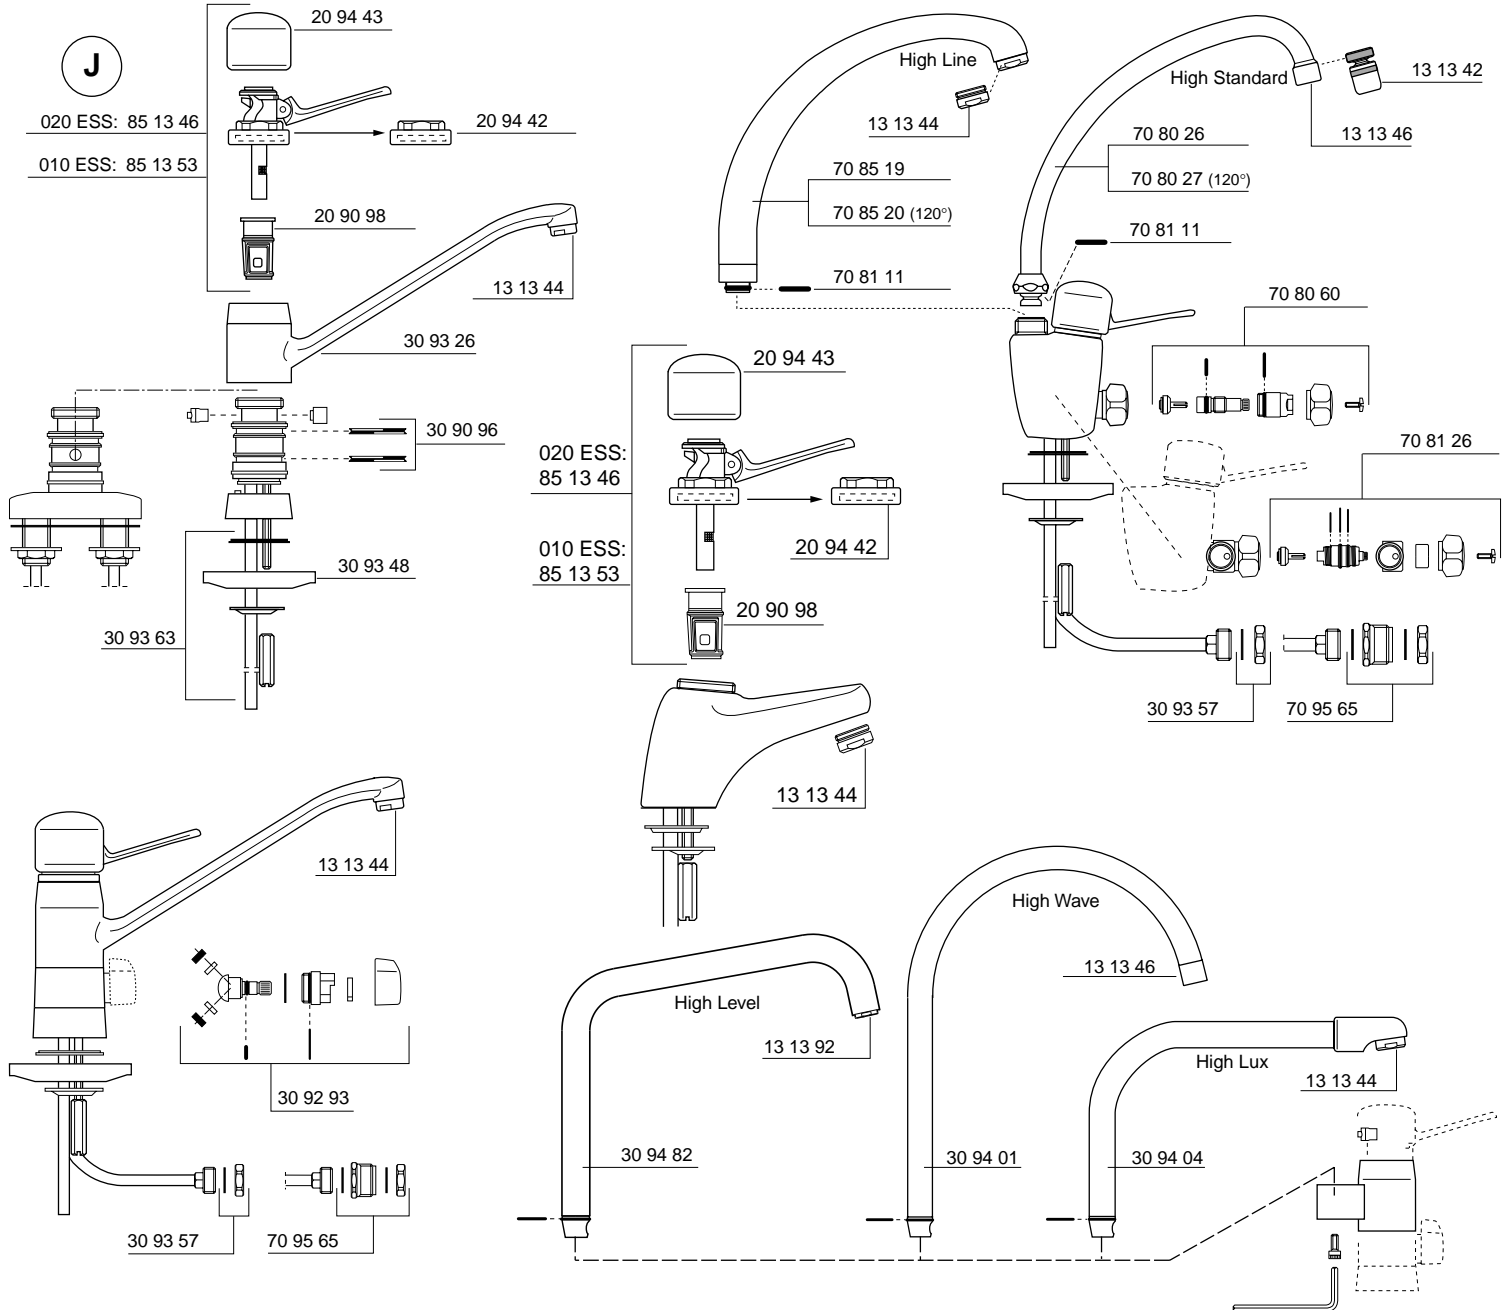 J
20 94 43
020 ESS: 85 13 46
010 ESS: 85 13 53
20 94 42
20 90 98
13 13 44
30 93 26
30 90 96
30 93 48
30 93 63
High Line
13 13 44
70 85 19
70 85 20 (120°)
70 81 11
High Standard
13 13 42
13 13 46
70 80 26
70 80 27 (120°)
70 81 11
70 80 60
70 81 26
30 93 57
70 95 65
20 94 43
020 ESS:
85 13 46
010 ESS:
85 13 53
20 94 42
20 90 98
13 13 44
13 13 44
30 92 93
30 93 57
70 95 65
High Level
13 13 92
30 94 82
High Wave
13 13 46
30 94 01
High Lux
13 13 44
30 94 04